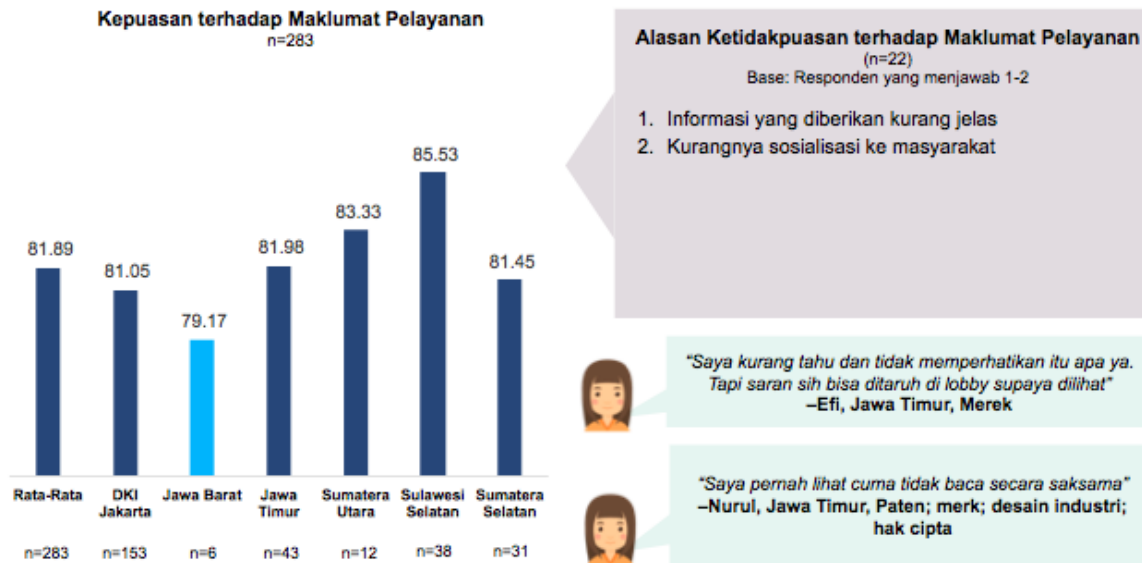 Kepuasan terhadap Maklumat Pelayanan
n=283
81.89
81.05
79.17
81.98
83.33
85.53
81.45
Rata-Rata
DKI
Jakarta
Jawa Barat
Jawa
Timur
Sumatera
Utara
Sulawesi
Selatan
Sumatera
Selatan
n=283
n=153
n=6
n=43
n=12
n=38
n=31
Alasan Ketidakpuasan terhadap Maklumat Pelayanan
(n=22)
Base: Responden yang menjawab 1-2
1. Informasi yang diberikan kurang jelas
2. Kurangnya sosialisasi ke masyarakat
“Saya kurang tahu dan tidak memperhatikan itu apa ya.
Tapi saran sih bisa ditaruh di lobby supaya dilihat”
–Efi, Jawa Timur, Merek
“Saya pernah lihat cuma tidak baca secara saksama”
–Nurul, Jawa Timur, Paten; merk; desain industri;
hak cipta